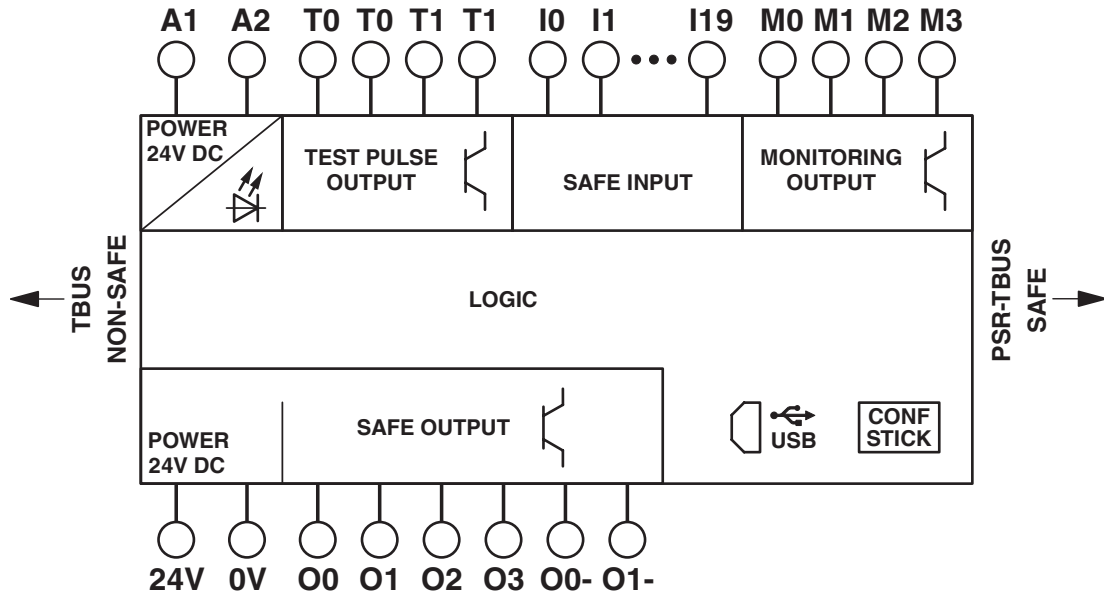 A1 A2 T0 T0 T1 T1 I0 I1 I19 M0 M1 M2 M3
POWER
24V DC
TEST PULSE
OUTPUT
SAFE INPUT
MONITORING
OUTPUT
TBUS
NON-SAFE
LOGIC
PSR-TBUS
SAFE
POWER
24V DC
SAFE OUTPUT
USB
CONF
STICK
24V 0V O0 O1 O2 O3 O0- O1-